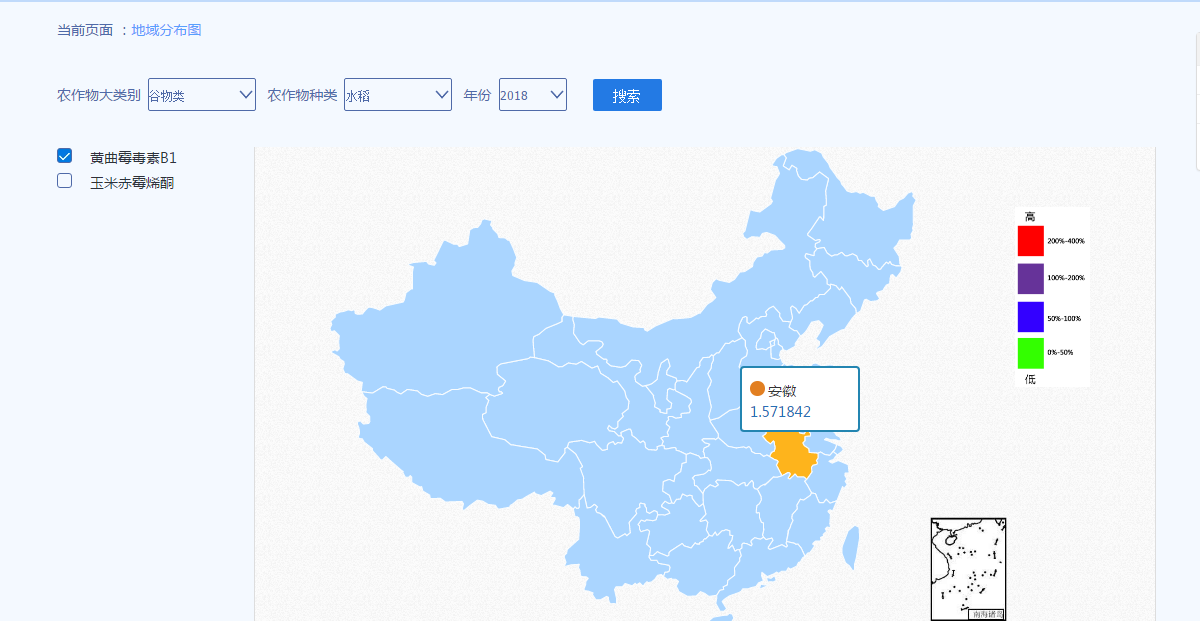 当前页面 ：地域分布图
农作物大类别 谷物类 农作物种类 水稻 年份 2018 搜索
黄曲霉毒素B1
玉米赤霉烯酮
高
200%-400%
100%-200%
50%-100%
0%-50%
低
安徽
1.571842
南海诸岛